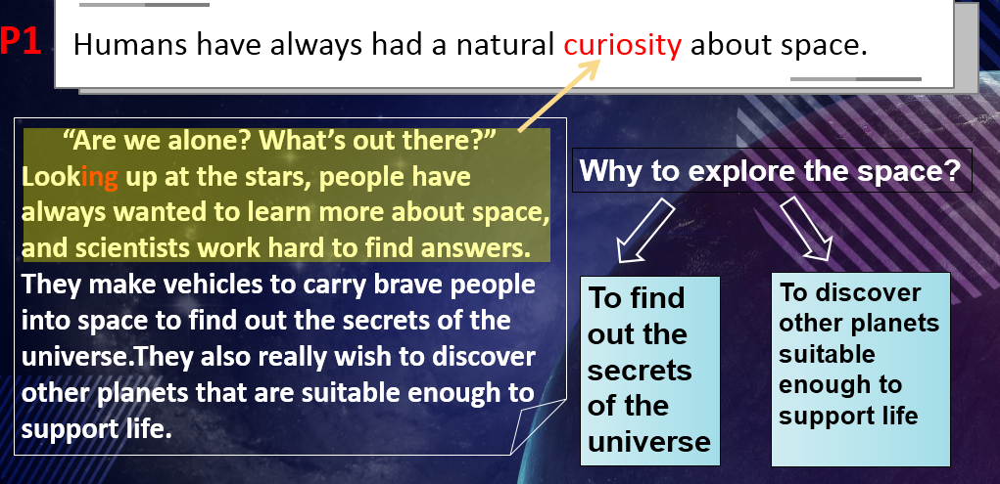 P1 Humans have always had a natural curiosity about space.
“Are we alone? What’s out there?”
Looking up at the stars, people have
always wanted to learn more about space,
and scientists work hard to find answers.
They make vehicles to carry brave people
into space to find out the secrets of the
universe.They also really wish to discover
other planets that are suitable enough to
support life.
Why to explore the space?
To find
out the
secrets
of the
universe
To discover
other planets
suitable
enough to
support life